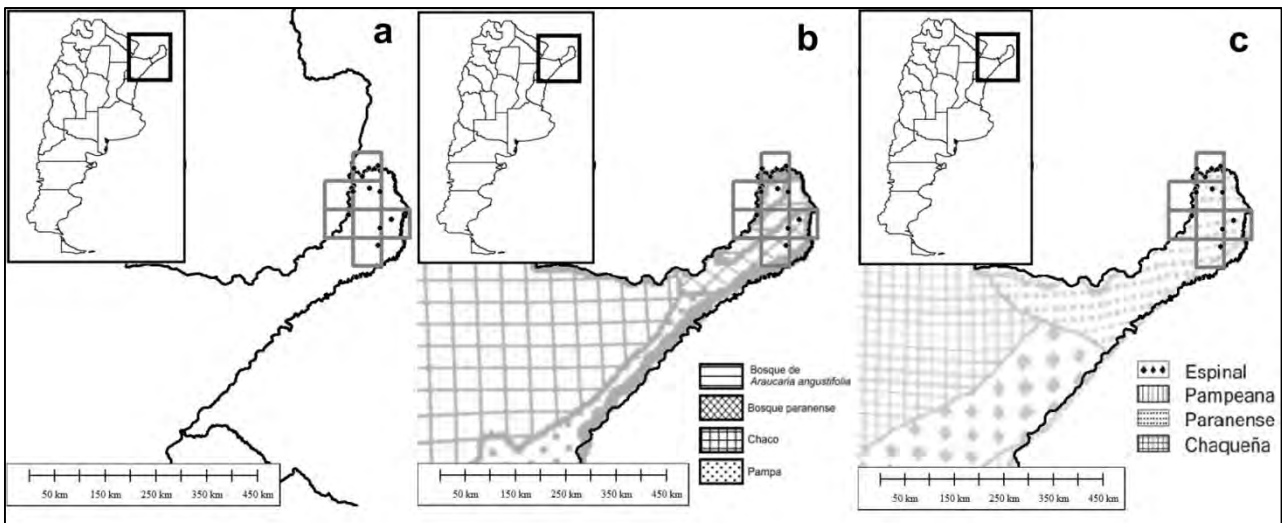 a
b
c
Bosque de
Araucaria angustifolia
Bosque paranense
Chaco
Pampa
Espinal
Pampeana
Paranense
Chaqueña
50 km 150 km 250 km 350 km 450 km
50 km 150 km 250 km 350 km 450 km
50 km 150 km 250 km 350 km 450 km